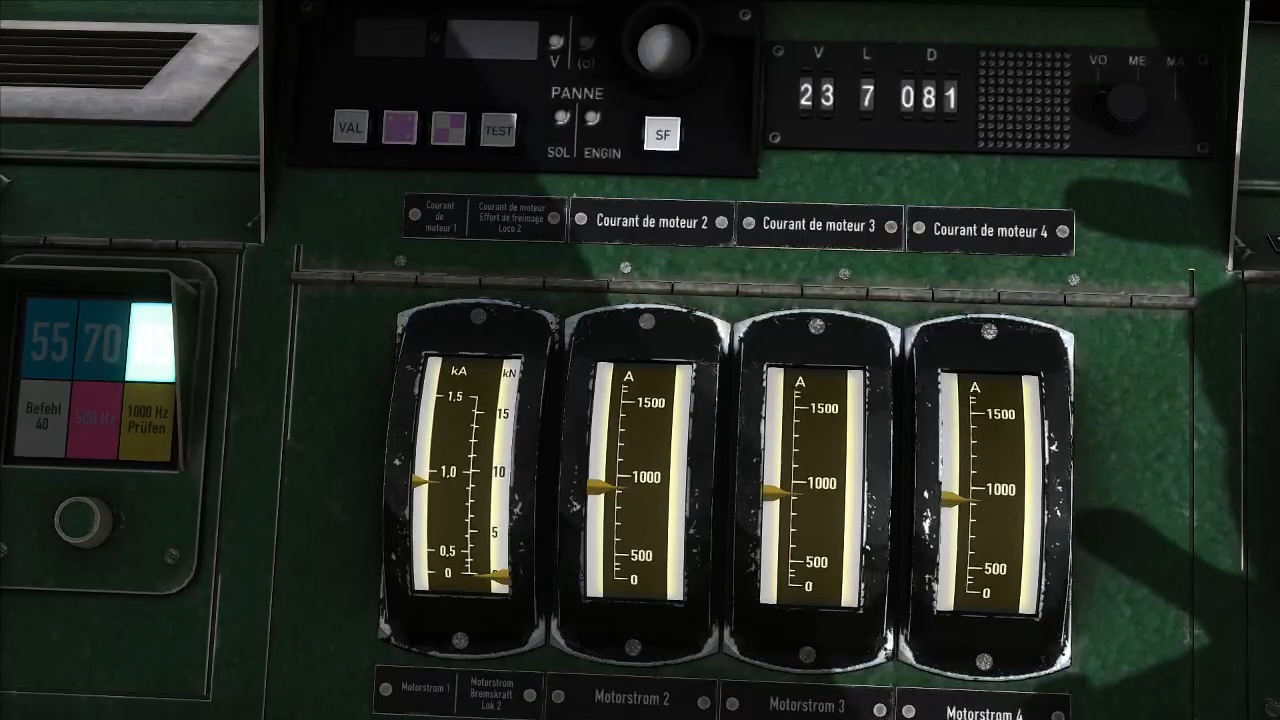 V (o)
PANNE
VAL
TEST
SOL ENGIN
SF
V L D
23 7 081
VO ME MA
Courant de moteur 1
Courant de moteur
Effort de freimage
Loco 2
Courant de moteur 2
Courant de moteur 3
Courant de moteur 4
55 70
Befehl 40
500 Hz
1000 Hz Prüfen
kA kN
1,5
15
1,0 10
5
0,5
0
A
1500
1000
500
0
A
1500
1000
500
0
A
1500
1000
500
0
Motorstrom 1
Motorstrom
Bremskraft
Lok 2
Motorstrom 2
Motorstrom 3
Motorstrom 4